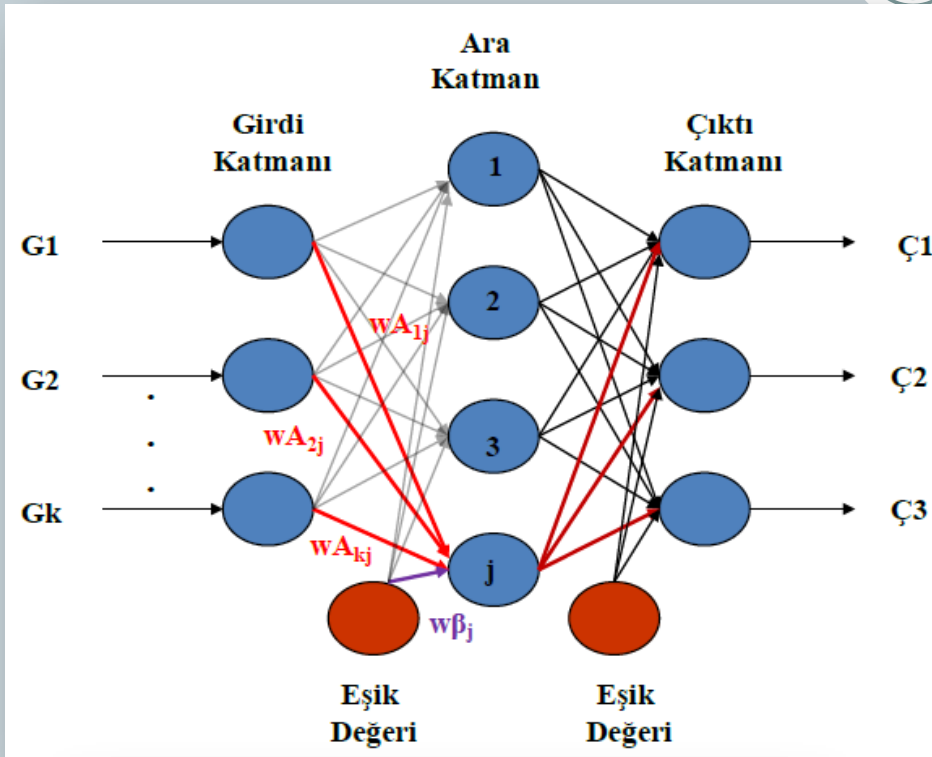 Ara
Katman
Girdi
Katmanı
Çıktı
Katmanı
1
G1
Ç1
2
wA₁ⱼ
G2
Ç2
.
wA₂ⱼ
.
3
.
Gk
Ç3
wAₖⱼ
j
wβⱼ
Eşik
Değeri
Eşik
Değeri